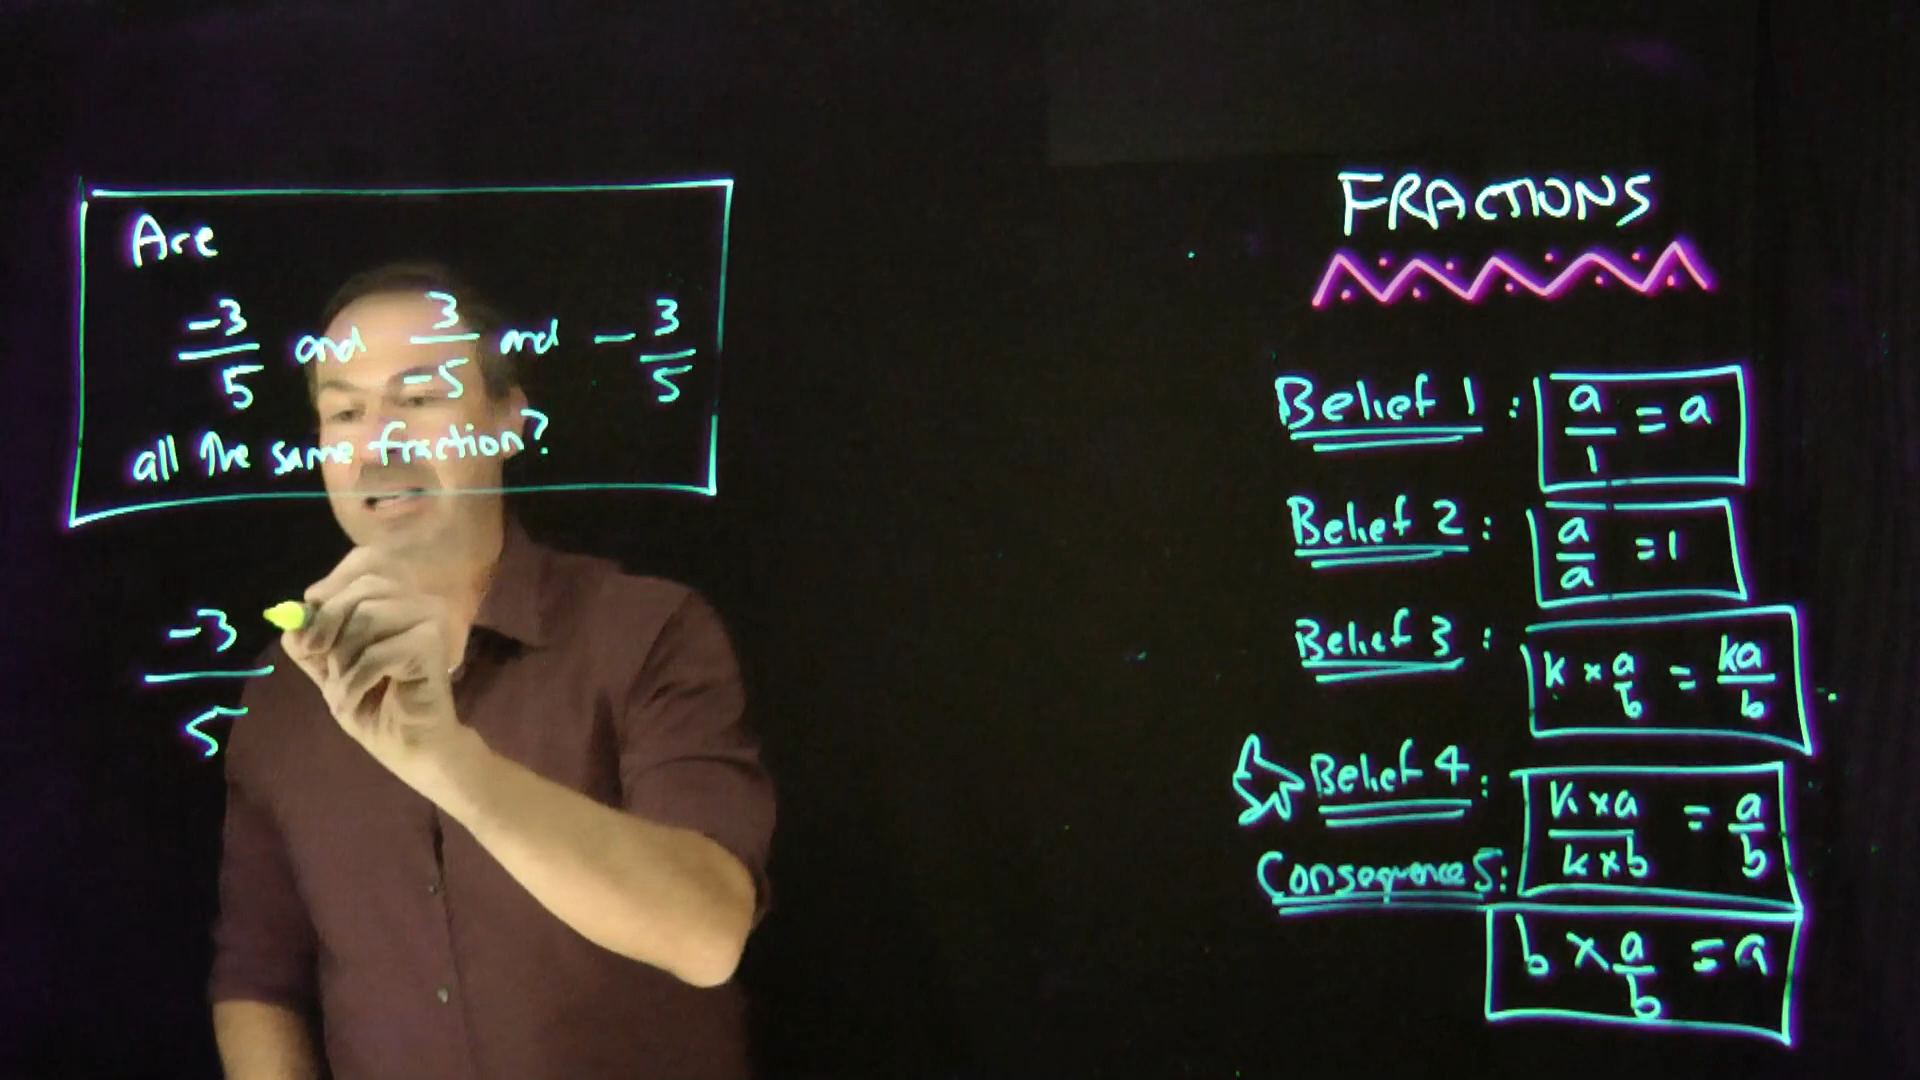 Are
-3/5 and 3/-5 and - 3/5
all the same fraction?
-3/5
FRACTIONS
Belief 1: a/1 = a
Belief 2: a/a = 1
Belief 3: k × a/b = ka/b
Belief 4: k × a / k × b = a/b
Consequence 5:
b × a/b = a